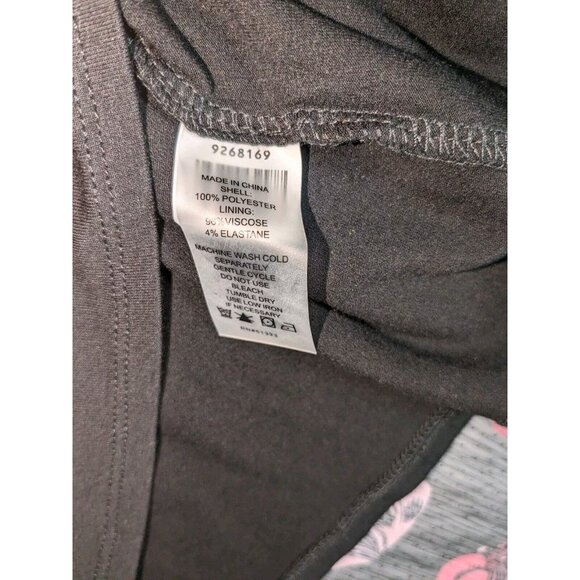 9268169
MADE IN CHINA
SHELL:
100% POLYESTER
LINING:
96% VISCOSE
4% ELASTANE
MACHINE WASH COLD
SEPARATELY
GENTLE CYCLE
DO NOT USE
BLEACH
TUMBLE DRY
USE LOW IRON
IF NECESSARY